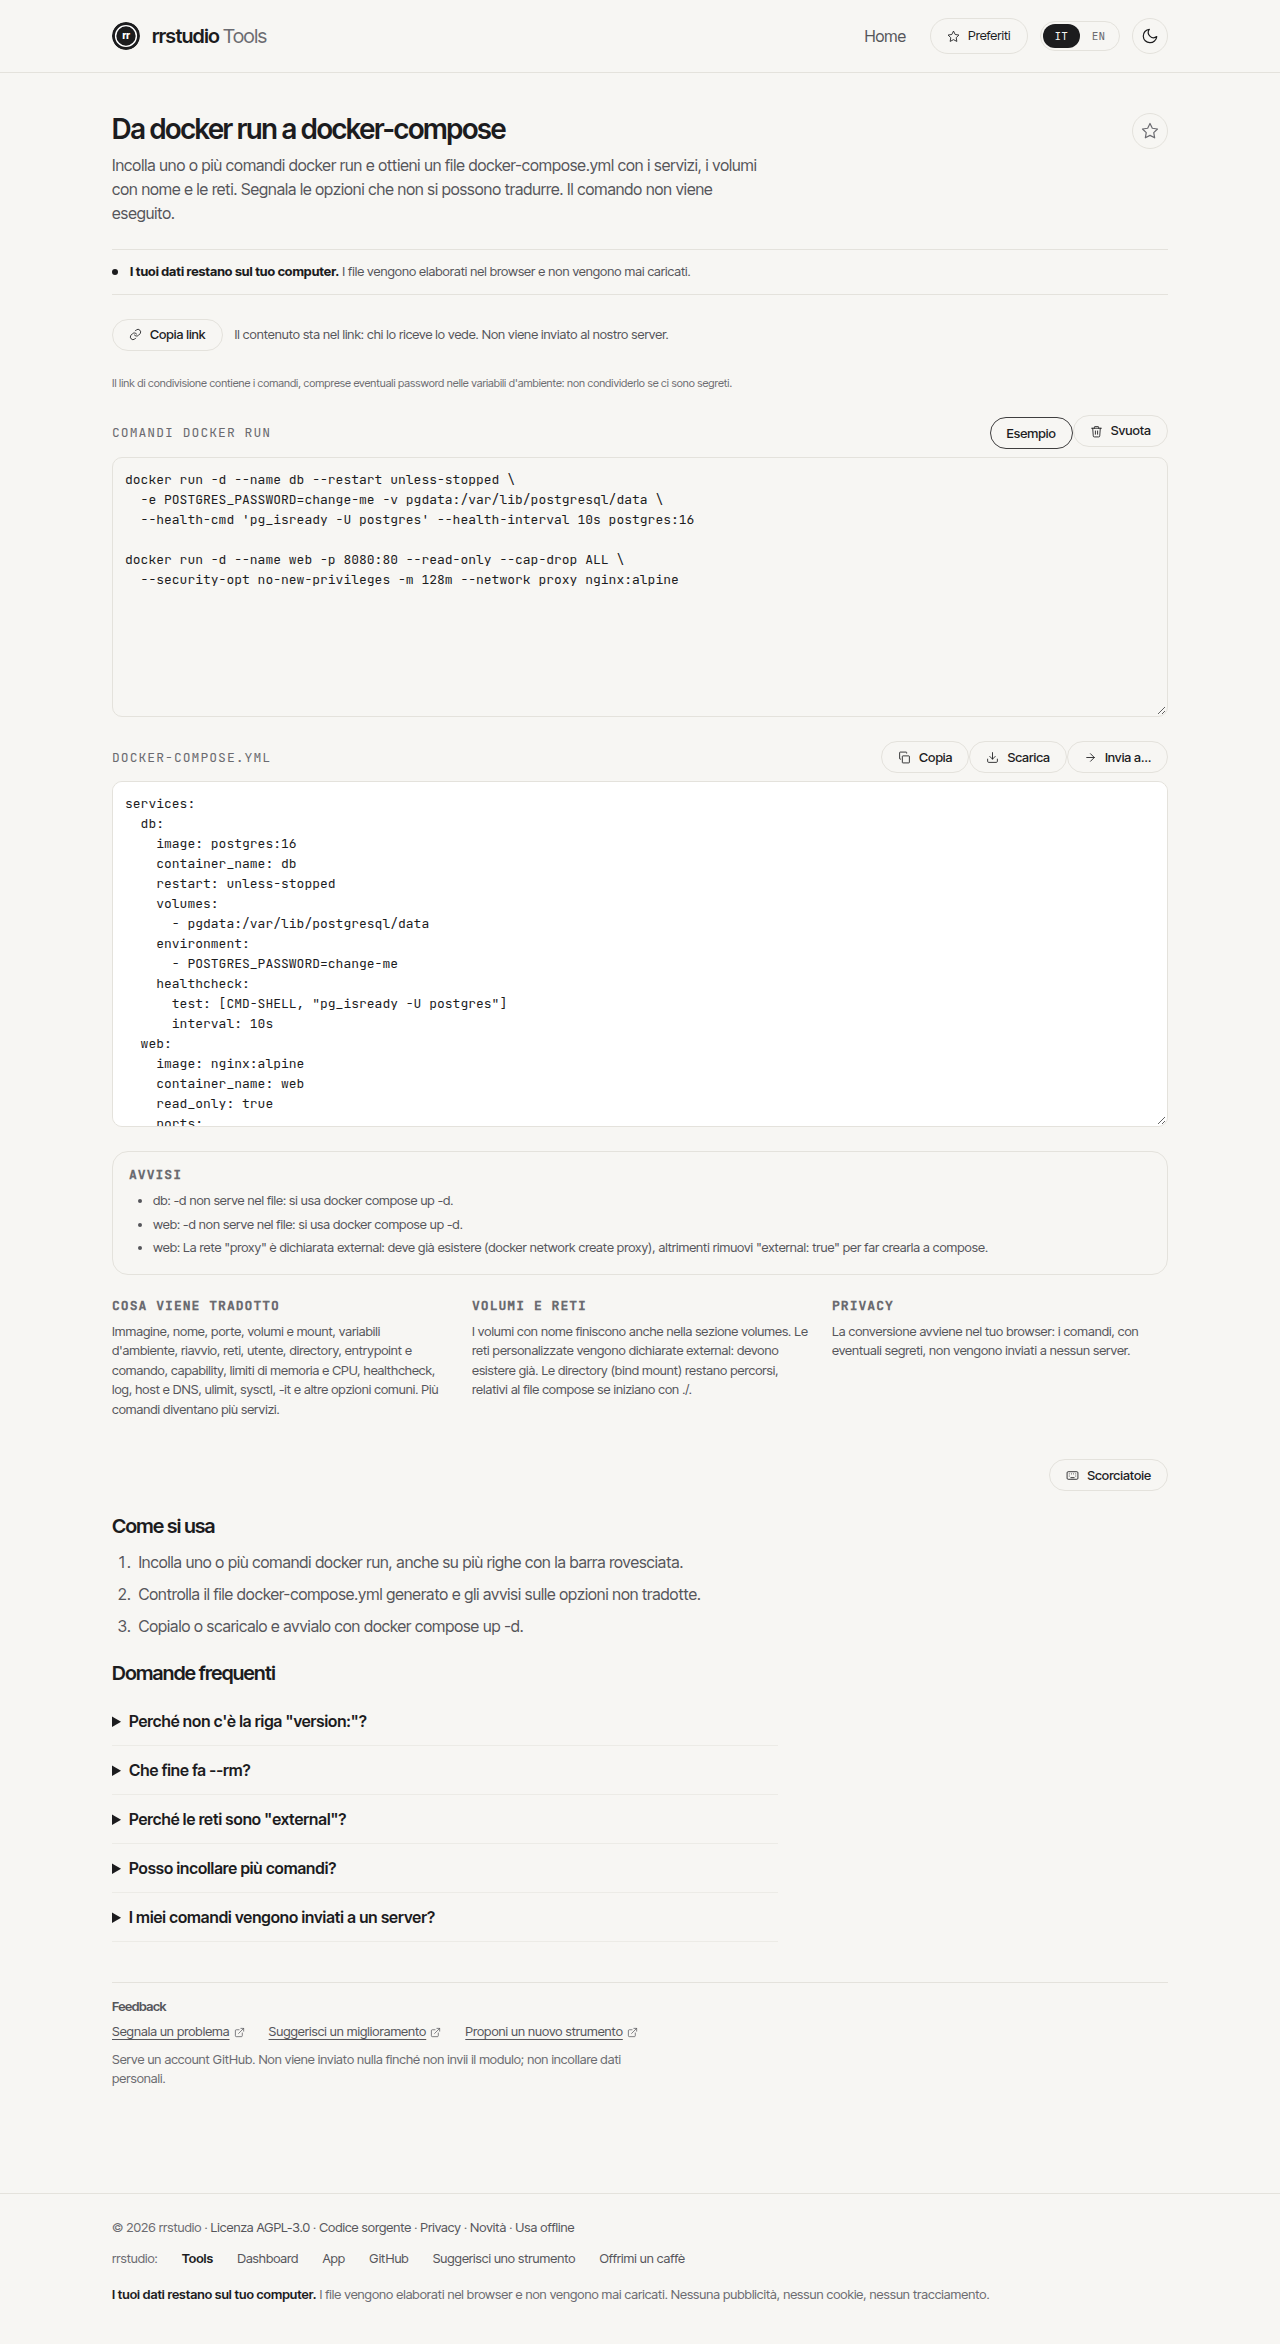 rr rrstudio Tools
Home
Preferiti
IT EN
Da docker run a docker-compose
Incolla uno o più comandi docker run e ottieni un file docker-compose.yml con i servizi, i volumi
con nome e le reti. Segnala le opzioni che non si possono tradurre. Il comando non viene
eseguito.
I tuoi dati restano sul tuo computer. I file vengono elaborati nel browser e non vengono mai caricati.
Copia link Il contenuto sta nel link: chi lo riceve lo vede. Non viene inviato al nostro server.
Il link di condivisione contiene i comandi, comprese eventuali password nelle variabili d'ambiente: non condividerlo se ci sono segreti.
COMANDI DOCKER RUN
Esempio Svuota
docker run -d --name db --restart unless-stopped \
-e POSTGRES_PASSWORD=change-me -v pgdata:/var/lib/postgresql/data \
--health-cmd 'pg_isready -U postgres' --health-interval 10s postgres:16
docker run -d --name web -p 8080:80 --read-only --cap-drop ALL \
--security-opt no-new-privileges -m 128m --network proxy nginx:alpine
DOCKER-COMPOSE.YML
Copia Scarica Invia a...
services:
db:
image: postgres:16
container_name: db
restart: unless-stopped
volumes:
- pgdata:/var/lib/postgresql/data
environment:
- POSTGRES_PASSWORD=change-me
healthcheck:
test: [CMD-SHELL, "pg_isready -U postgres"]
interval: 10s
web:
image: nginx:alpine
container_name: web
read_only: true
ports:
AVVISI
db: -d non serve nel file: si usa docker compose up -d.
web: -d non serve nel file: si usa docker compose up -d.
web: La rete "proxy" è dichiarata external: deve già esistere (docker network create proxy), altrimenti rimuovi "external: true" per far crearla a compose.
COSA VIENE TRADOTTO
Immagine, nome, porte, volumi e mount, variabili
d'ambiente, riavvio, reti, utente, directory, entrypoint e
comando, capability, limiti di memoria e CPU, healthcheck,
log, host e DNS, ulimit, sysctl, -it e altre opzioni comuni. Più
comandi diventano più servizi.
VOLUMI E RETI
I volumi con nome finiscono anche nella sezione volumes. Le
reti personalizzate vengono dichiarate external: devono
esistere già. Le directory (bind mount) restano percorsi,
relativi al file compose se iniziano con ./.
PRIVACY
La conversione avviene nel tuo browser: i comandi, con
eventuali segreti, non vengono inviati a nessun server.
Scorciatoie
Come si usa
1. Incolla uno o più comandi docker run, anche su più righe con la barra rovesciata.
2. Controlla il file docker-compose.yml generato e gli avvisi sulle opzioni non tradotte.
3. Copialo o scaricalo e avvialo con docker compose up -d.
Domande frequenti
Perché non c'è la riga "version:"?
Che fine fa --rm?
Perché le reti sono "external"?
Posso incollare più comandi?
I miei comandi vengono inviati a un server?
Feedback
Segnala un problema Suggerisci un miglioramento Proponi un nuovo strumento
Serve un account GitHub. Non viene inviato nulla finché non invii il modulo; non incollare dati
personali.
© 2026 rrstudio · Licenza AGPL-3.0 · Codice sorgente · Privacy · Novità · Usa offline
rrstudio: Tools Dashboard App GitHub Suggerisci uno strumento Offrimi un caffè
I tuoi dati restano sul tuo computer. I file vengono elaborati nel browser e non vengono mai caricati. Nessuna pubblicità, nessun cookie, nessun tracciamento.